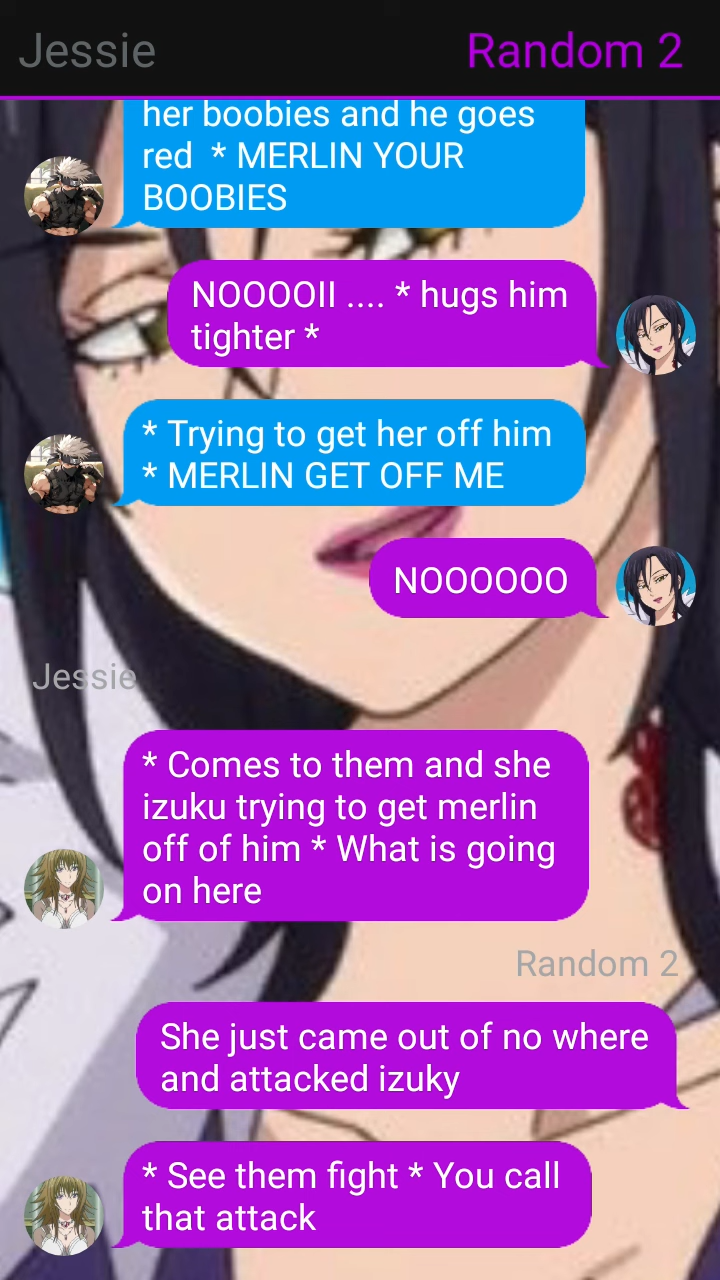 Jessie Random 2
her boobies and he goes
red * MERLIN YOUR
BOOBIES
NOOOOII .... * hugs him
tighter *
* Trying to get her off him
* MERLIN GET OFF ME
NOOOOOO
Jessie
* Comes to them and she
izuku trying to get merlin
off of him * What is going
on here
Random 2
She just came out of no where
and attacked izuky
* See them fight * You call
that attack